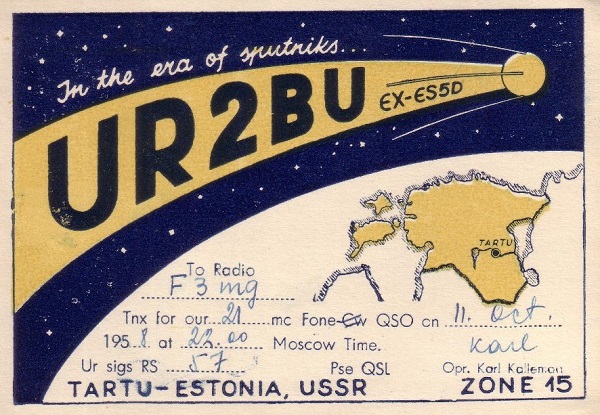 In the era of sputniks...
UR2BU
EX-ES5D
TARTU
To Radio
F3mg
Tnx for our 21 mc Fone-Cw QSO on 11. Oct.
1958 at 22.00 Moscow Time. Karl
Ur sigs RS 57 Pse QSL Opr. Karl Kallemaa
TARTU-ESTONIA, USSR ZONE 15